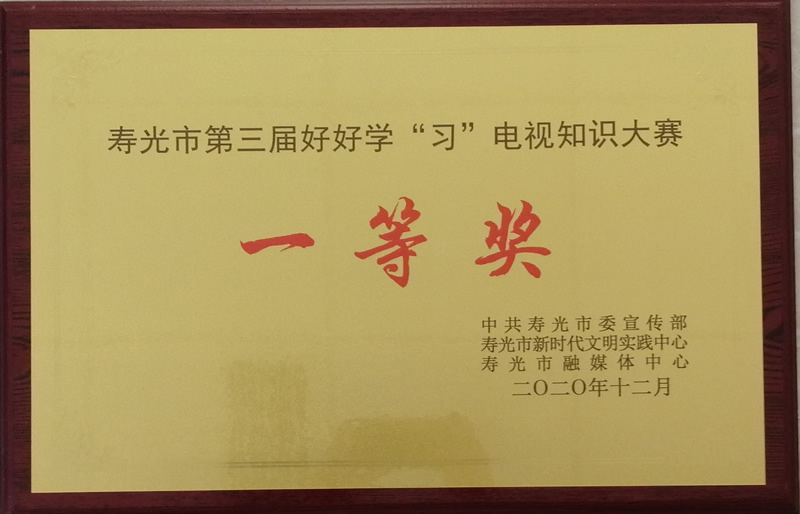 寿光市第三届好好学“习”电视知识大赛
一等奖
中共寿光市委宣传部
寿光市新时代文明实践中心
寿光市融媒体中心
二〇二〇年十二月